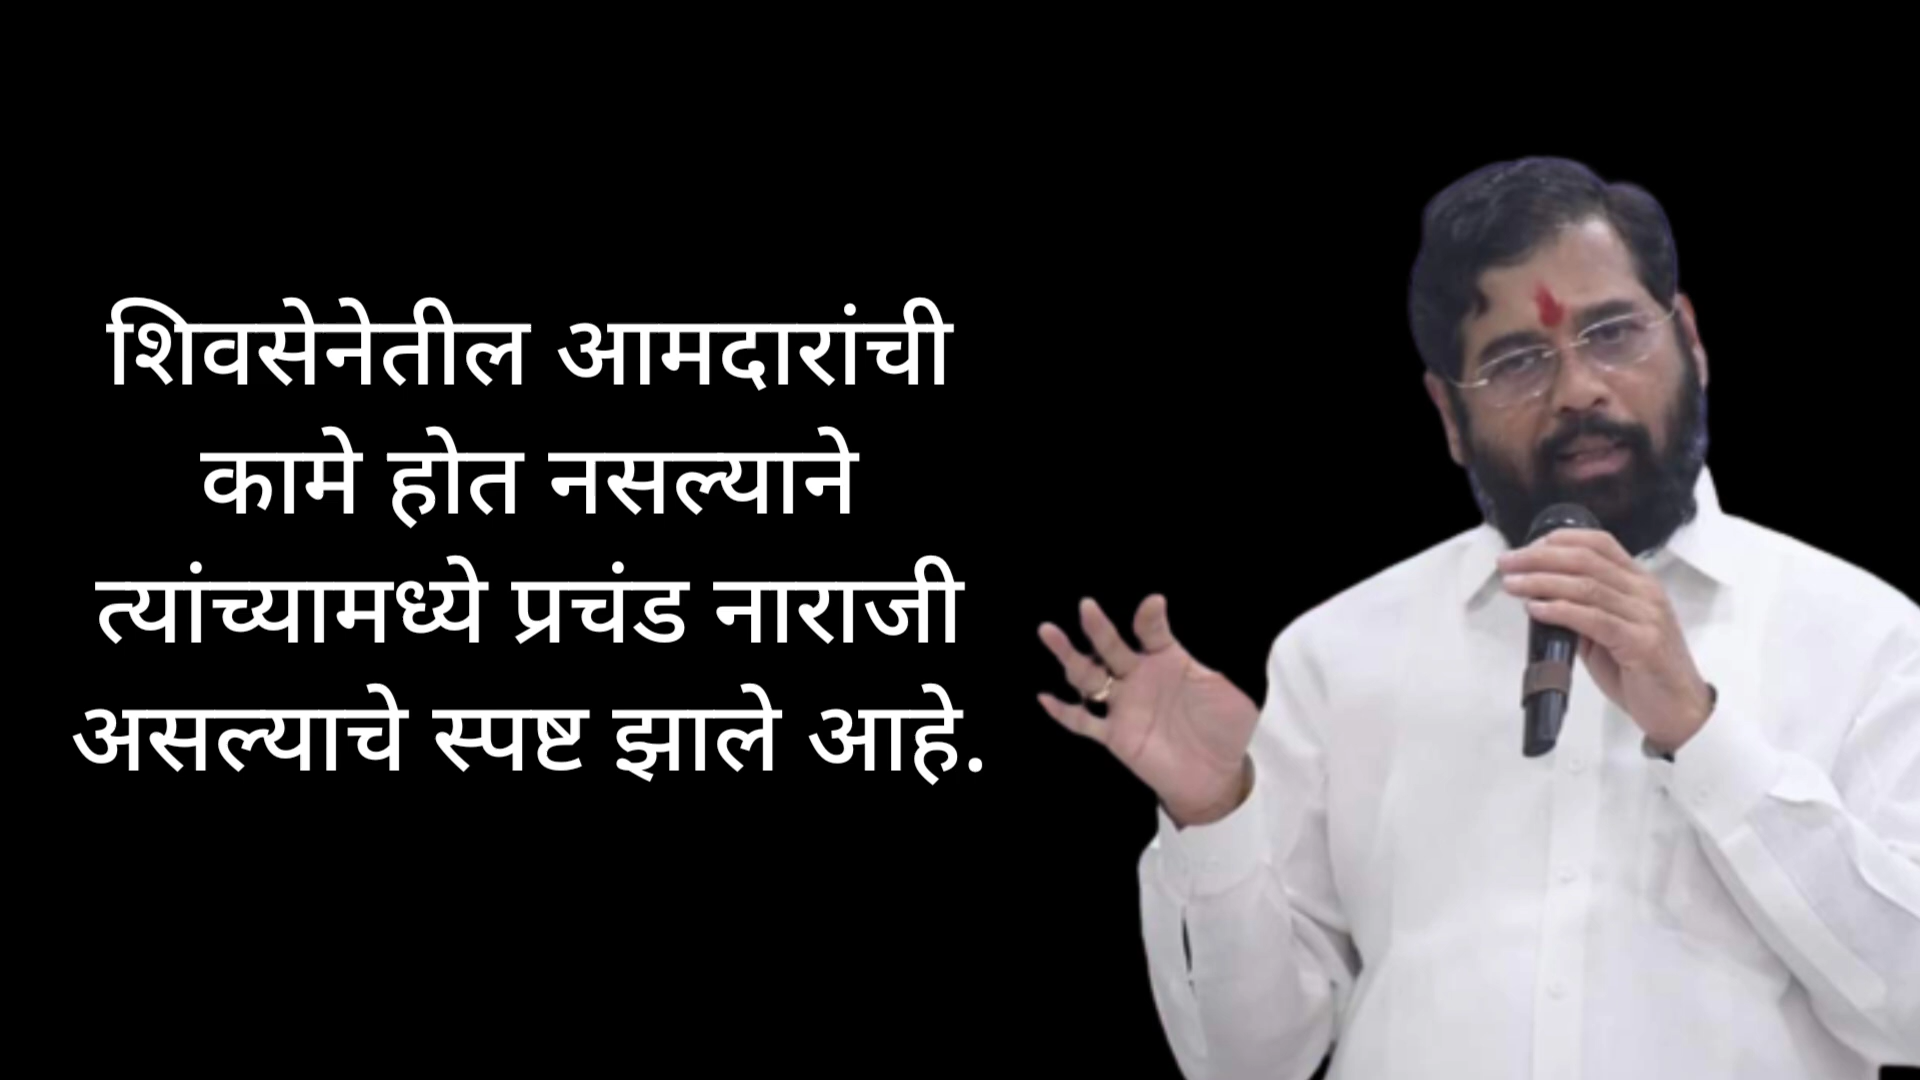 शिवसेनेतील आमदारांची
कामे होत नसल्याने
त्यांच्यामध्ये प्रचंड नाराजी
असल्याचे स्पष्ट झाले आहे.